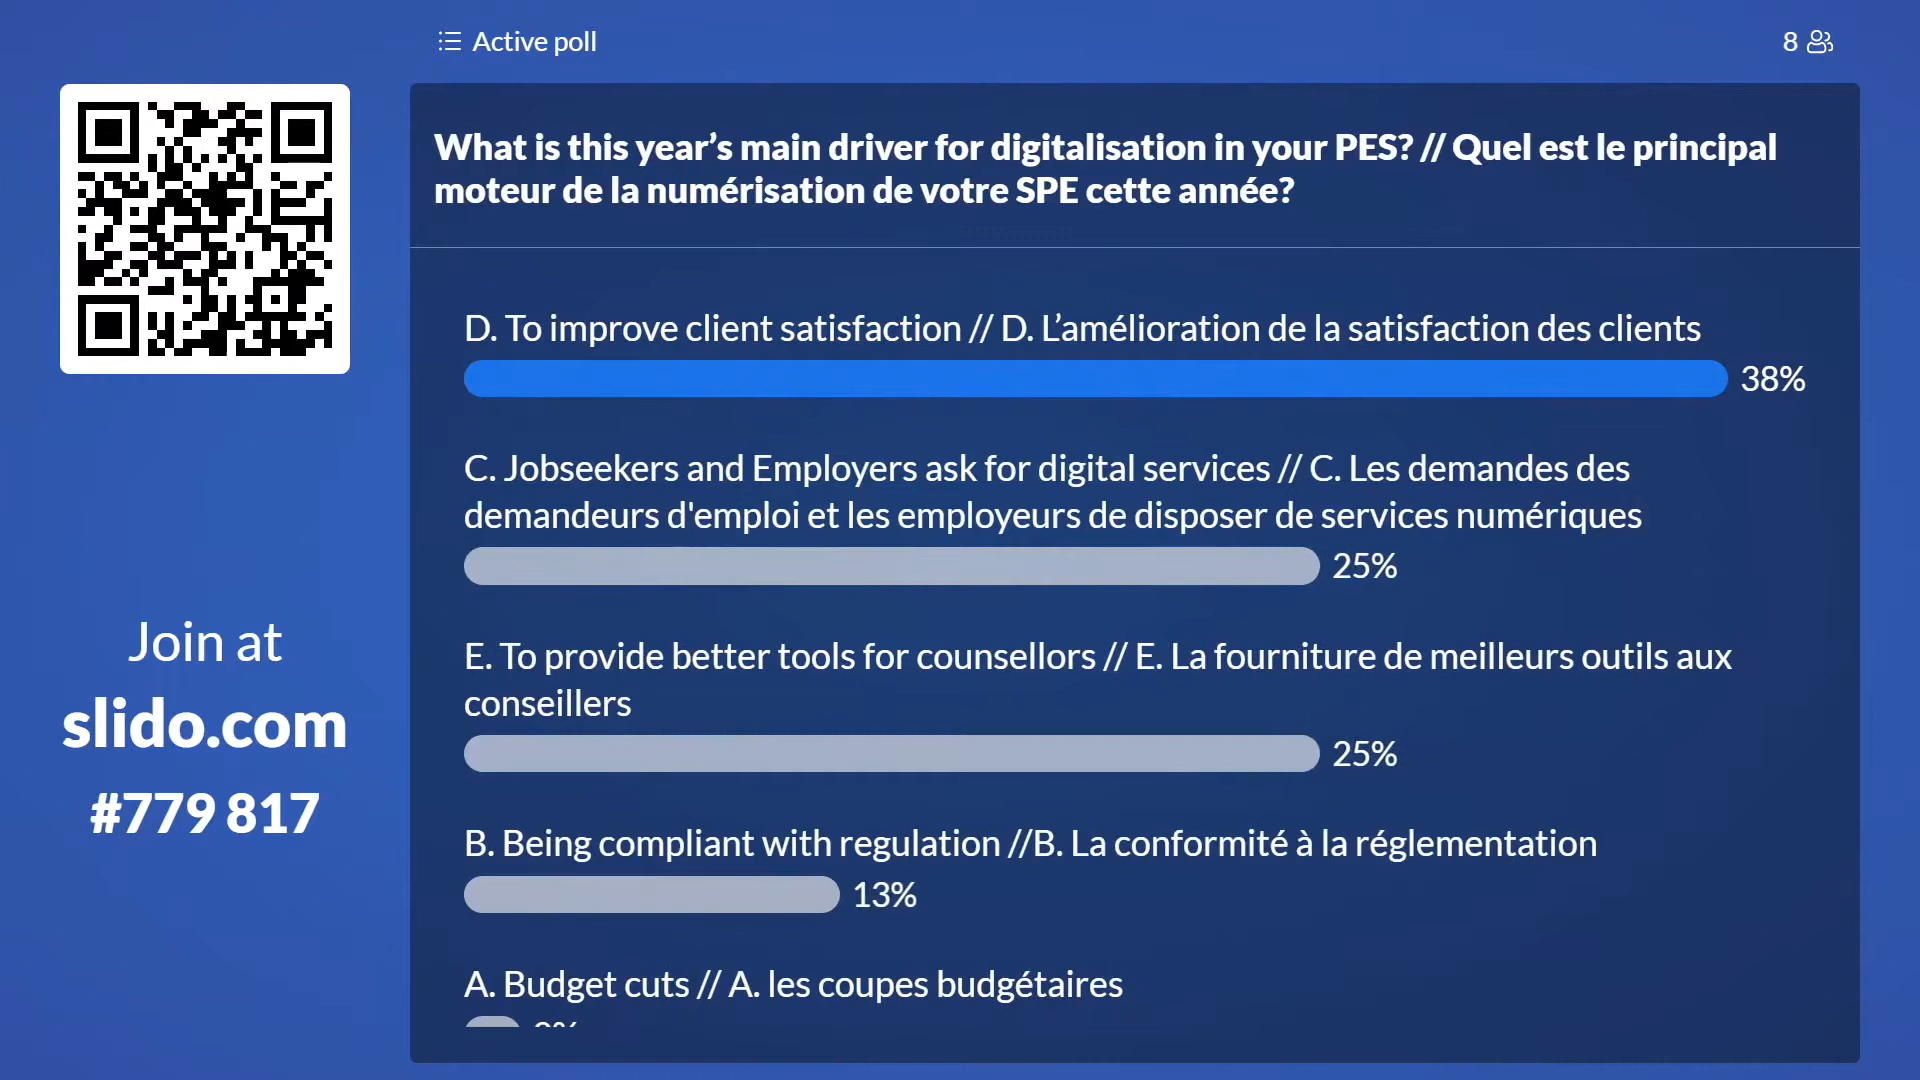 Active poll
8
What is this year’s main driver for digitalisation in your PES? // Quel est le principal
moteur de la numérisation de votre SPE cette année?
D. To improve client satisfaction // D. L’amélioration de la satisfaction des clients
38%
C. Jobseekers and Employers ask for digital services // C. Les demandes des
demandeurs d'emploi et les employeurs de disposer de services numériques
25%
E. To provide better tools for counsellors // E. La fourniture de meilleurs outils aux
conseillers
25%
B. Being compliant with regulation //B. La conformité à la réglementation
13%
A. Budget cuts // A. les coupes budgétaires
Join at
slido.com
#779 817